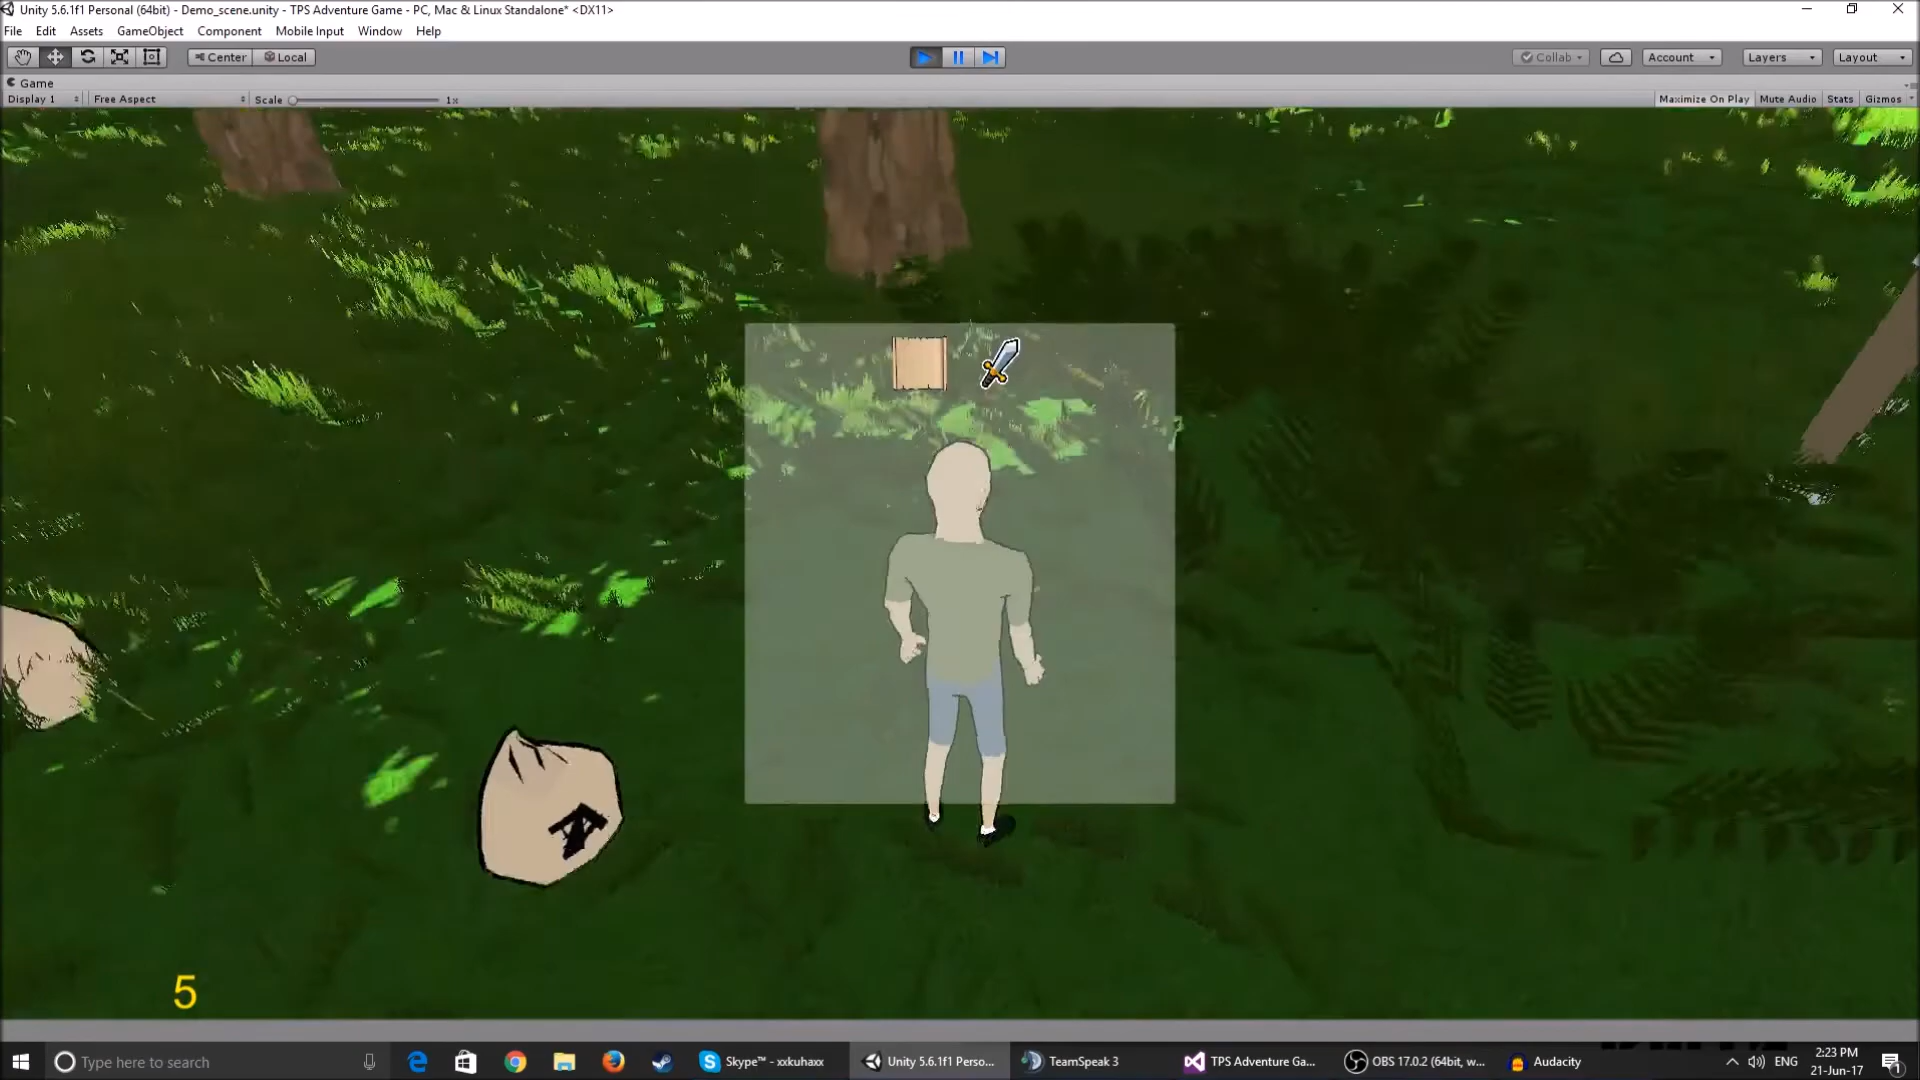 Unity 5.6.1f1 Personal (64bit) - Demo_scene.unity - TPS Adventure Game - PC, Mac & Linux Standalone* <DX11>
File Edit Assets GameObject Component Mobile Input Window Help
Center Local Collab Account Layers Layout
Game
Display 1 Free Aspect Scale 1x Maximize On Play Mute Audio Stats Gizmos
5
Type here to search Skype™ - xxkuhaxx Unity 5.6.1f1 Perso... TeamSpeak 3 TPS Adventure Ga... OBS 17.0.2 (64bit, w... Audacity ENG 2:23 PM
21-Jun-17 1